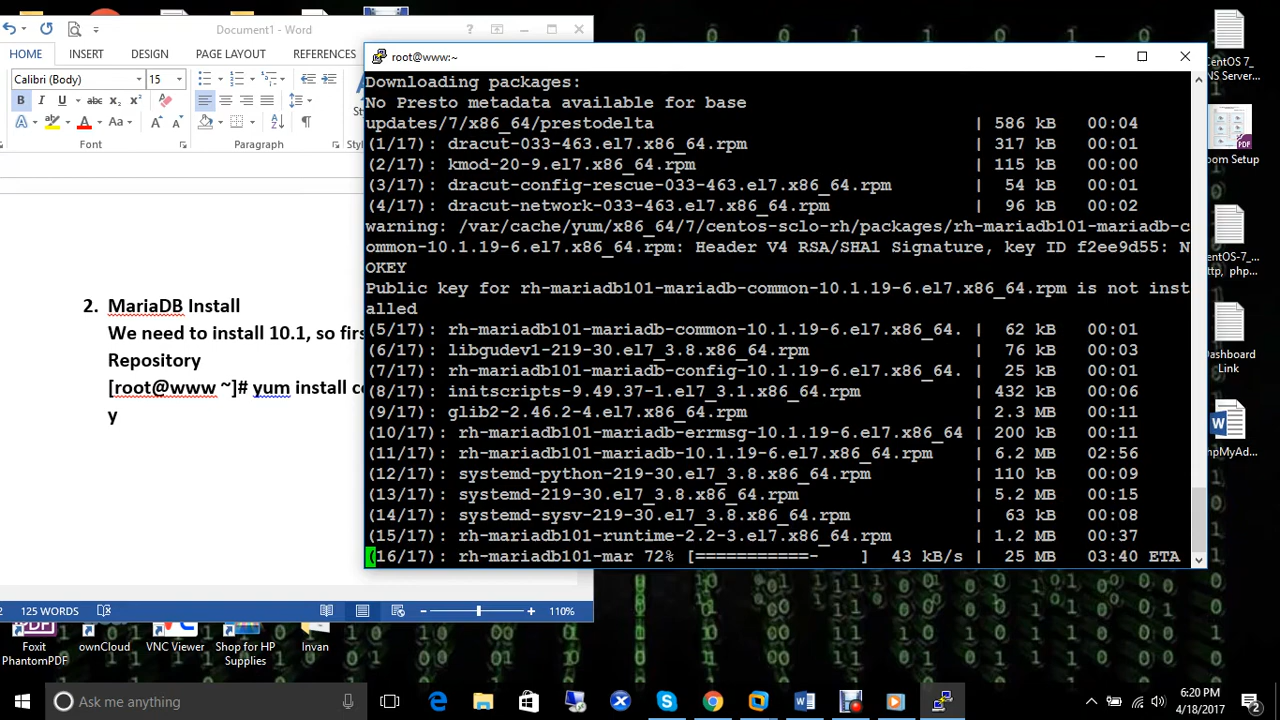 Document1 - Word
HOME INSERT DESIGN PAGE LAYOUT REFERENCES
Calibri (Body) 15
Font Paragraph
2. MariaDB Install
We need to install 10.1, so firs
Repository
[root@www ~]# yum install ce
y
125 WORDS 110%
root@www:~
Downloading packages:
No Presto metadata available for base
updates/7/x86_64/prestodelta | 586 kB 00:04
(1/17): dracut-033-463.el7.x86_64.rpm | 317 kB 00:01
(2/17): kmod-20-9.el7.x86_64.rpm | 115 kB 00:00
(3/17): dracut-config-rescue-033-463.el7.x86_64.rpm | 54 kB 00:01
(4/17): dracut-network-033-463.el7.x86_64.rpm | 96 kB 00:02
warning: /var/cache/yum/x86_64/7/centos-sclo-rh/packages/rh-mariadb101-mariadb-c
ommon-10.1.19-6.el7.x86_64.rpm: Header V4 RSA/SHA1 Signature, key ID f2ee9d55: N
OKEY
Public key for rh-mariadb101-mariadb-common-10.1.19-6.el7.x86_64.rpm is not inst
alled
(5/17): rh-mariadb101-mariadb-common-10.1.19-6.el7.x86_64 | 62 kB 00:01
(6/17): libgudev1-219-30.el7_3.8.x86_64.rpm | 76 kB 00:03
(7/17): rh-mariadb101-mariadb-config-10.1.19-6.el7.x86_64. | 25 kB 00:01
(8/17): initscripts-9.49.37-1.el7_3.1.x86_64.rpm | 432 kB 00:06
(9/17): glib2-2.46.2-4.el7.x86_64.rpm | 2.3 MB 00:11
(10/17): rh-mariadb101-mariadb-errmsg-10.1.19-6.el7.x86_64 | 200 kB 00:11
(11/17): rh-mariadb101-mariadb-10.1.19-6.el7.x86_64.rpm | 6.2 MB 02:56
(12/17): systemd-python-219-30.el7_3.8.x86_64.rpm | 110 kB 00:09
(13/17): systemd-219-30.el7_3.8.x86_64.rpm | 5.2 MB 00:15
(14/17): systemd-sysv-219-30.el7_3.8.x86_64.rpm | 63 kB 00:08
(15/17): rh-mariadb101-runtime-2.2-3.el7.x86_64.rpm | 1.2 MB 00:37
(16/17): rh-mariadb101-mar 72% [===========- ] 43 kB/s | 25 MB 03:40 ETA
entOS 7_
NS Server...
PDF
oom Setup
entOS-7_...
ttp, php...
Dashboard
Link
mpMyAd...
Foxit
PhantomPDF
ownCloud
VNC Viewer
Shop for HP
Supplies
Invan
Ask me anything
6:20 PM
4/18/2017
2